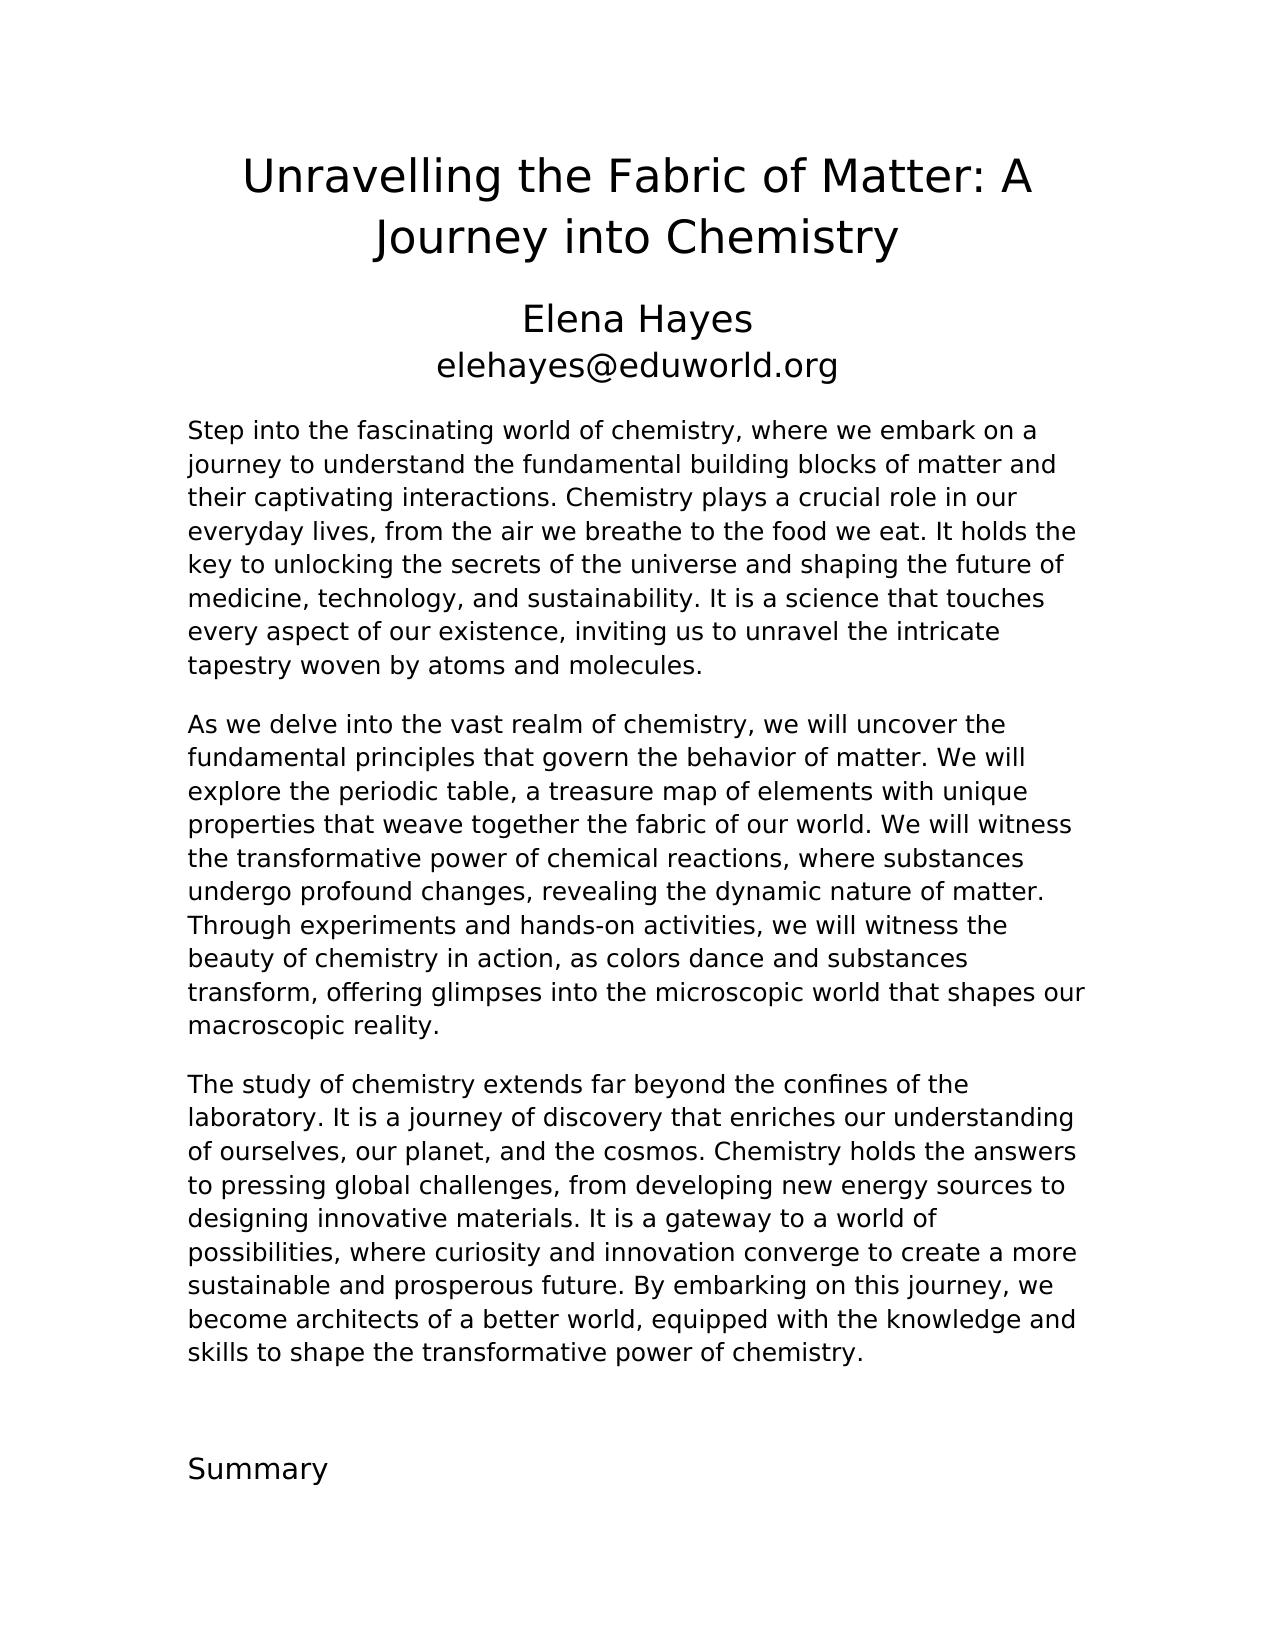 Unravelling the Fabric of Matter: A
Journey into Chemistry
Elena Hayes
elehayes@eduworld.org
Step into the fascinating world of chemistry, where we embark on a
journey to understand the fundamental building blocks of matter and
their captivating interactions. Chemistry plays a crucial role in our
everyday lives, from the air we breathe to the food we eat. It holds the
key to unlocking the secrets of the universe and shaping the future of
medicine, technology, and sustainability. It is a science that touches
every aspect of our existence, inviting us to unravel the intricate
tapestry woven by atoms and molecules.
As we delve into the vast realm of chemistry, we will uncover the
fundamental principles that govern the behavior of matter. We will
explore the periodic table, a treasure map of elements with unique
properties that weave together the fabric of our world. We will witness
the transformative power of chemical reactions, where substances
undergo profound changes, revealing the dynamic nature of matter.
Through experiments and hands-on activities, we will witness the
beauty of chemistry in action, as colors dance and substances
transform, offering glimpses into the microscopic world that shapes our
macroscopic reality.
The study of chemistry extends far beyond the confines of the
laboratory. It is a journey of discovery that enriches our understanding
of ourselves, our planet, and the cosmos. Chemistry holds the answers
to pressing global challenges, from developing new energy sources to
designing innovative materials. It is a gateway to a world of
possibilities, where curiosity and innovation converge to create a more
sustainable and prosperous future. By embarking on this journey, we
become architects of a better world, equipped with the knowledge and
skills to shape the transformative power of chemistry.
Summary